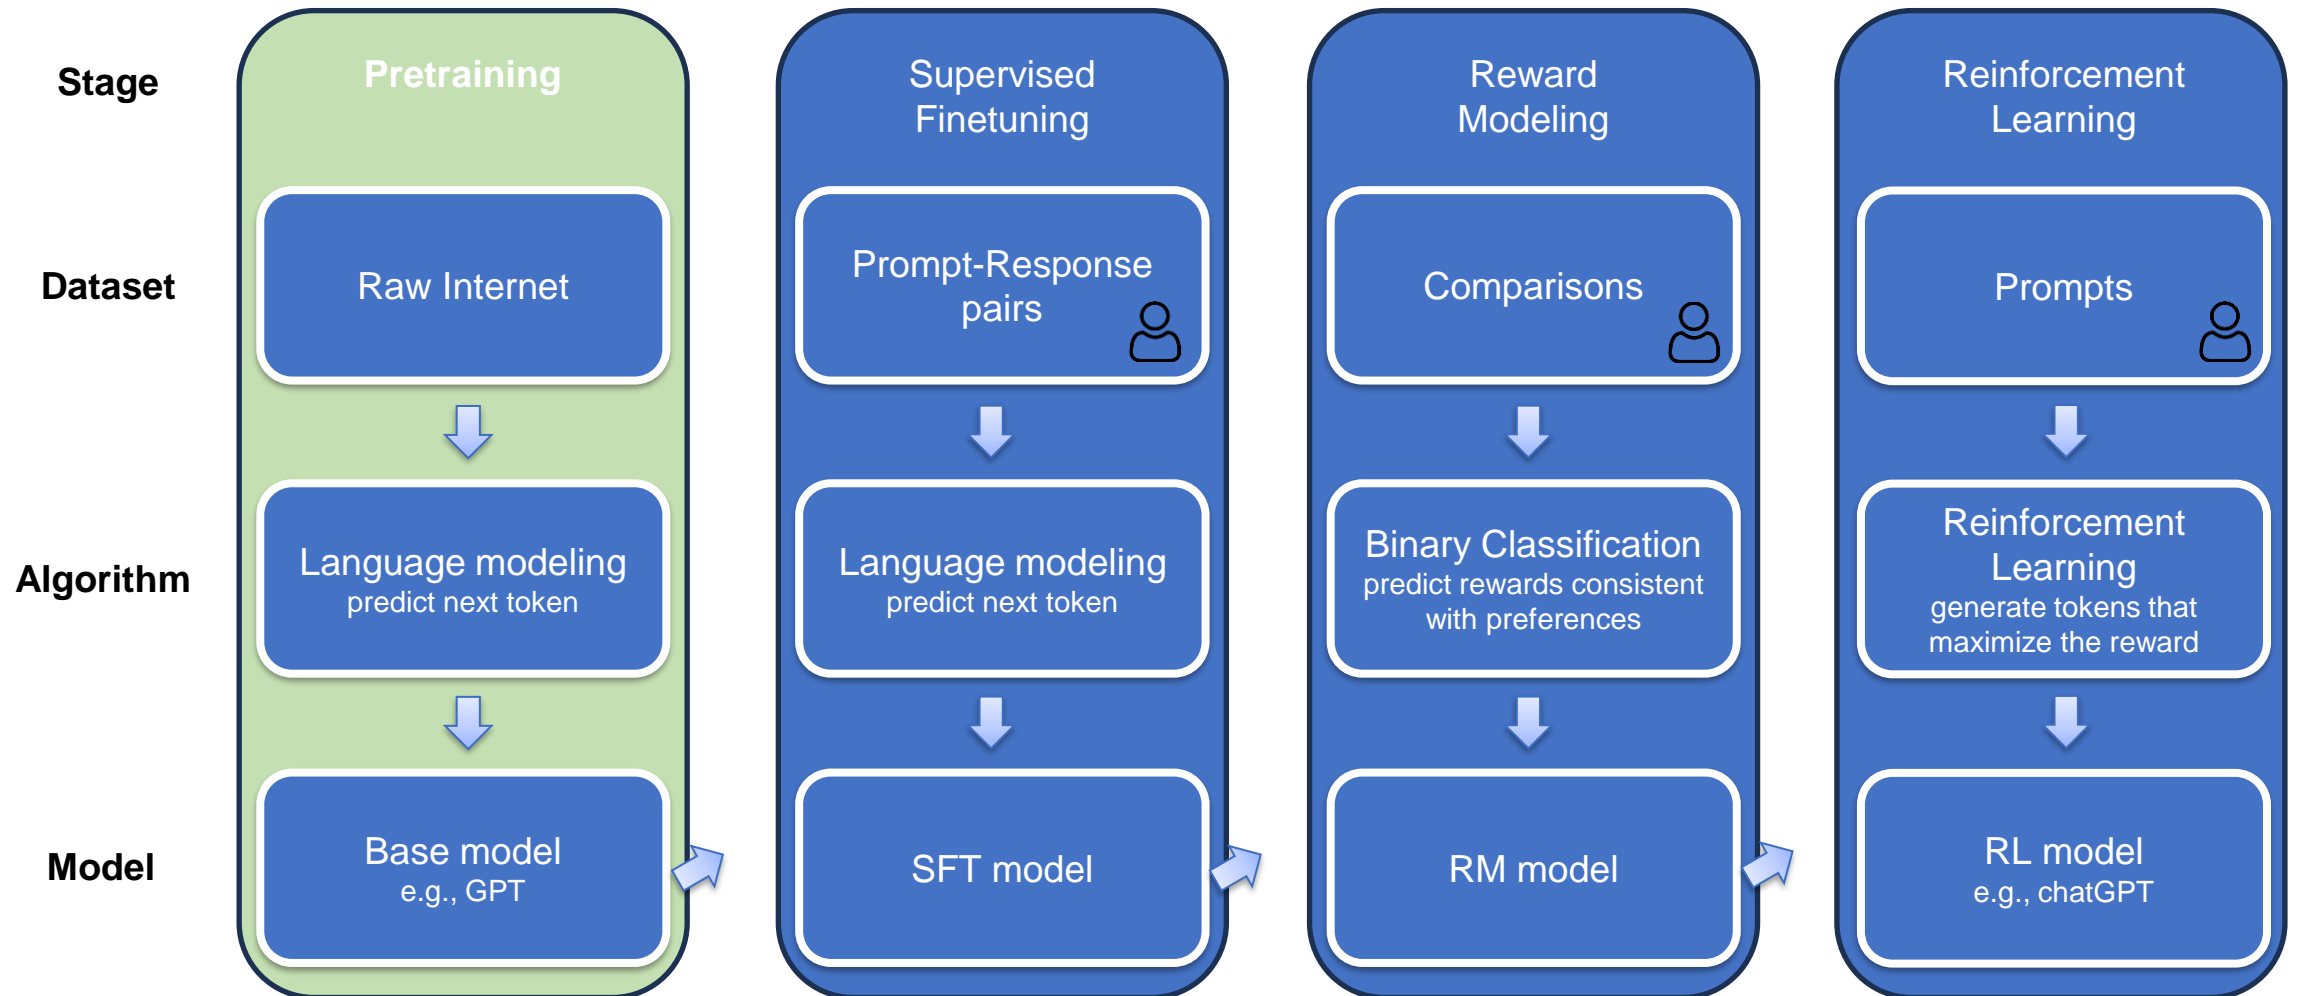 Stage
Pretraining
Supervised
Finetuning
Reward
Modeling
Reinforcement
Learning
Dataset
Raw Internet
Prompt-Response
pairs
Comparisons
Prompts
Algorithm
Language modeling
predict next token
Language modeling
predict next token
Binary Classification
predict rewards consistent
with preferences
Reinforcement
Learning
generate tokens that
maximize the reward
Model
Base model
e.g., GPT
SFT model
RM model
RL model
e.g., chatGPT